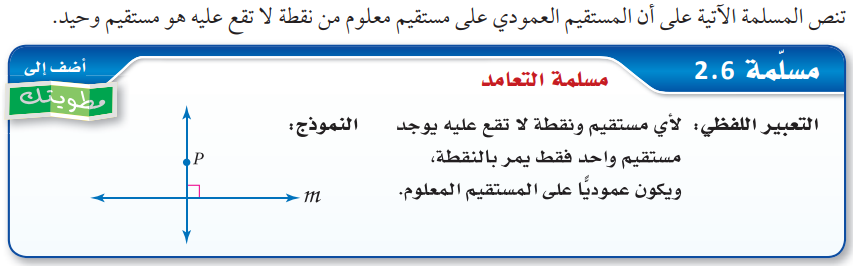 تنص المسلمة الآتية على أن المستقيم العمودي على مستقيم معلوم من نقطة لا تقع عليه هو مستقيم وحيد.
مسلّمة 2.6
مسلمة التعامد
أضف إلى
مطويتك
التعبير اللفظي: لأي مستقيم ونقطة لا تقع عليه يوجد
مستقيم واحد فقط يمر بالنقطة،
ويكون عموديًّا على المستقيم المعلوم.
النموذج:
P
m